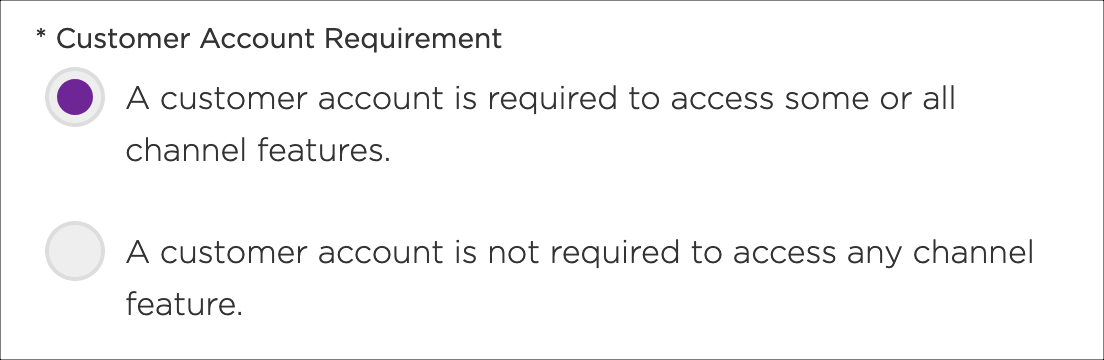 * Customer Account Requirement
A customer account is required to access some or all
channel features.
A customer account is not required to access any channel
feature.